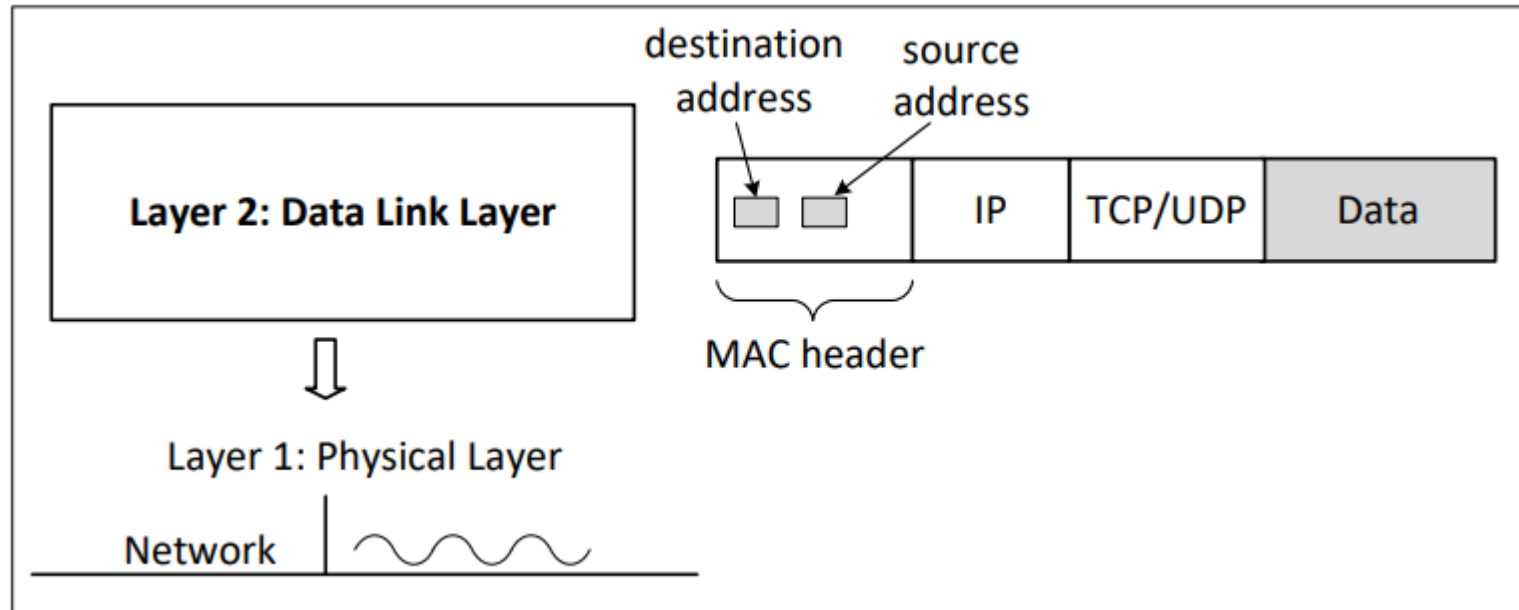 destination
address
source
address
Layer 2: Data Link Layer
IP
TCP/UDP
Data
MAC header
Layer 1: Physical Layer
Network